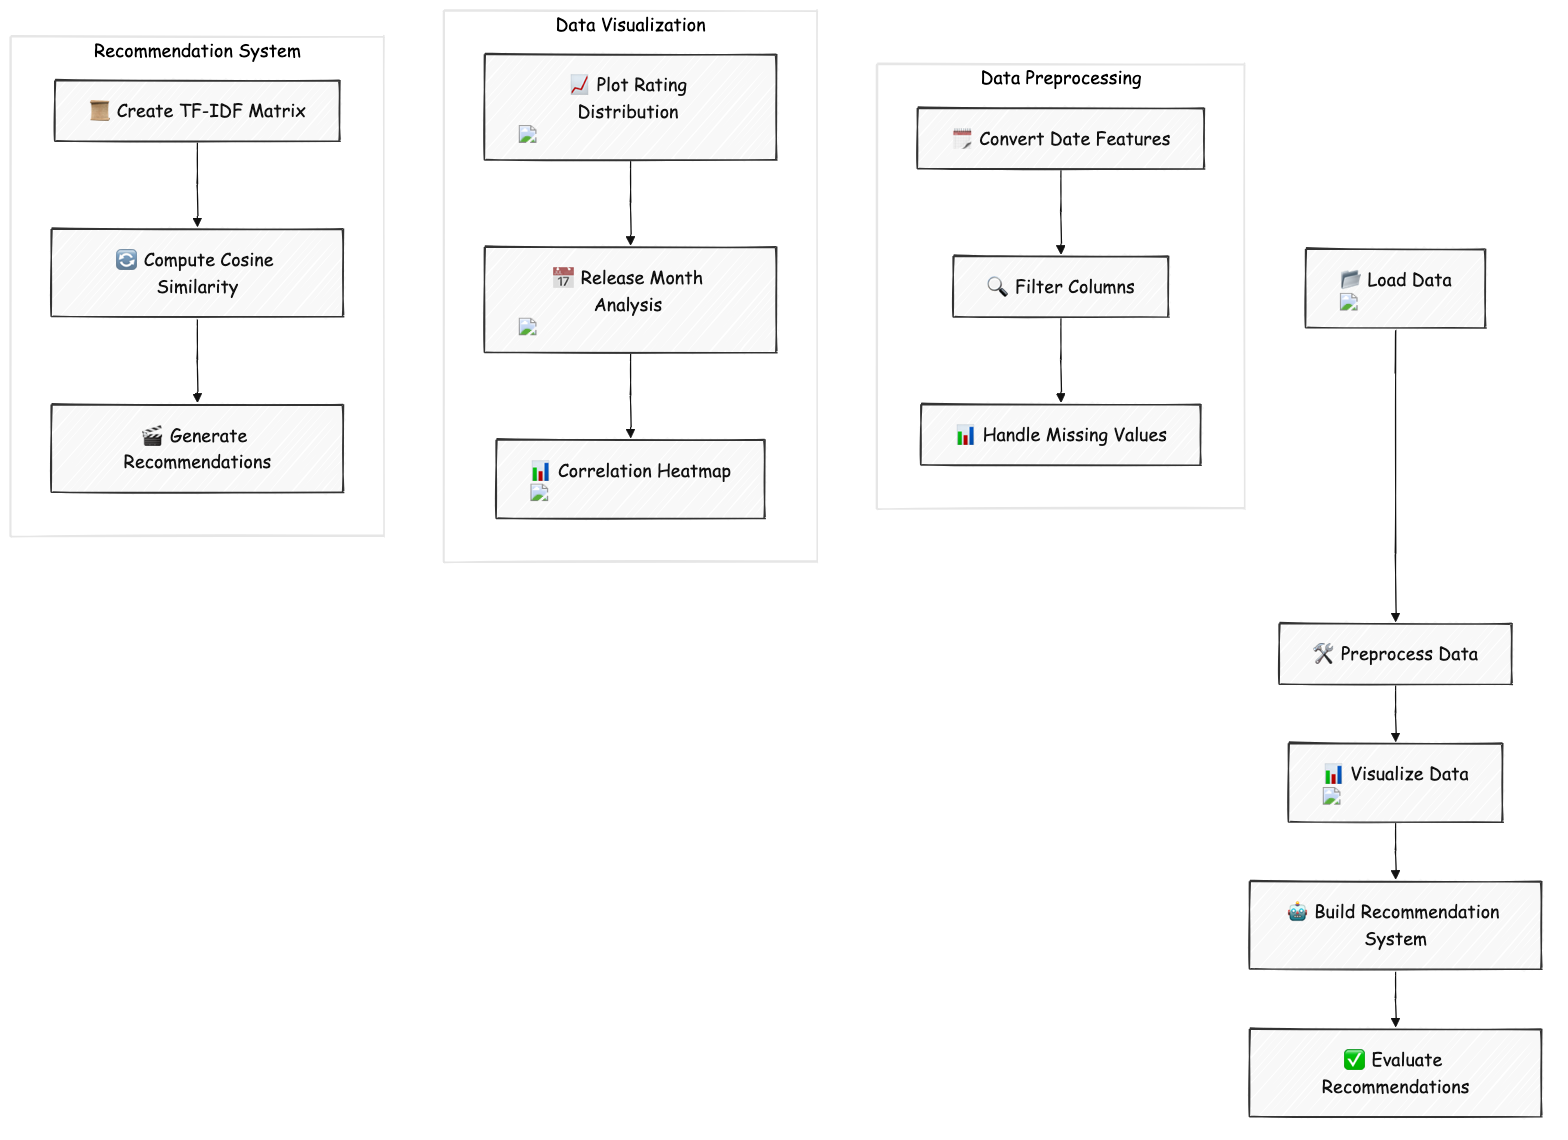 Recommendation System
📜 Create TF-IDF Matrix
🔄 Compute Cosine
Similarity
🎬 Generate
Recommendations
Data Visualization
📈 Plot Rating
Distribution
📅 Release Month
Analysis
📊 Correlation Heatmap
Data Preprocessing
🗒️ Convert Date Features
🔍 Filter Columns
📊 Handle Missing Values
📂 Load Data
🛠️ Preprocess Data
📊 Visualize Data
🤖 Build Recommendation
System
✅ Evaluate
Recommendations